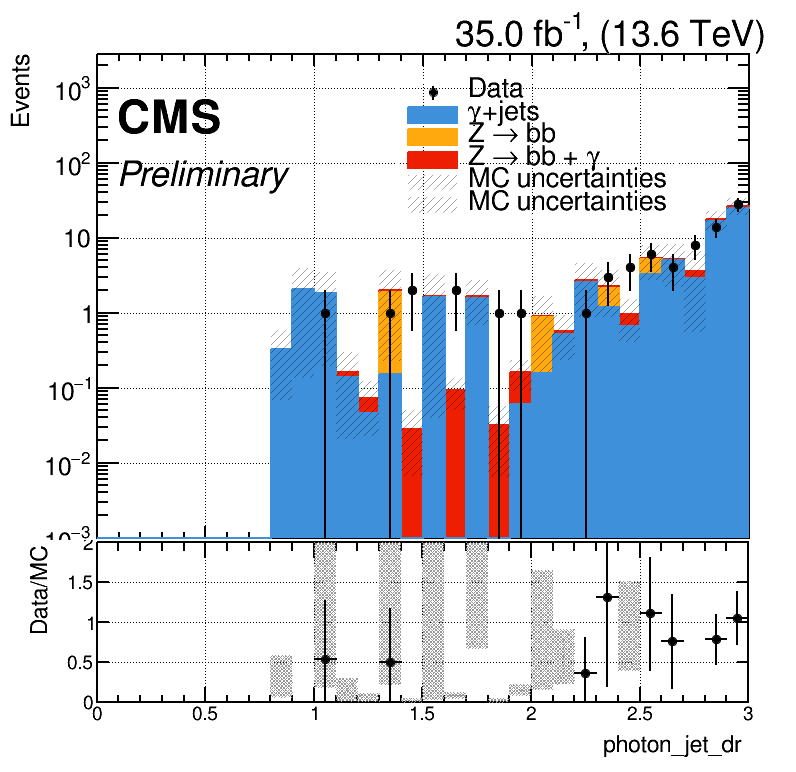 35.0 fb⁻¹, (13.6 TeV)
Events
CMS
Preliminary
Data
γ+jets
Z → bb
Z → bb + γ
MC uncertainties
MC uncertainties
10³
10²
10
1
10⁻¹
10⁻²
10⁻³
Data/MC
2
1.5
1
0.5
0
0 0.5 1 1.5 2 2.5 3
photon_jet_dr